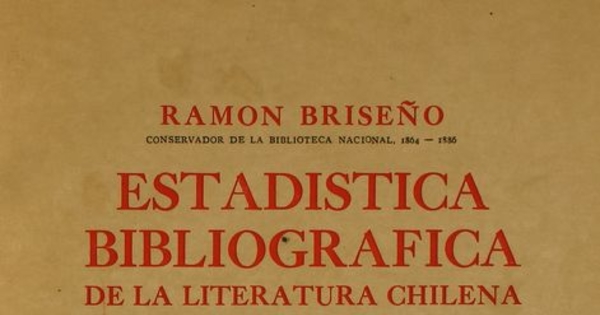 RAMON BRISEÑO
CONSERVADOR DE LA BIBLIOTECA NACIONAL, 1864 — 1886
ESTADISTICA
BIBLIOGRAFICA
DE LA LITERATURA CHILENA